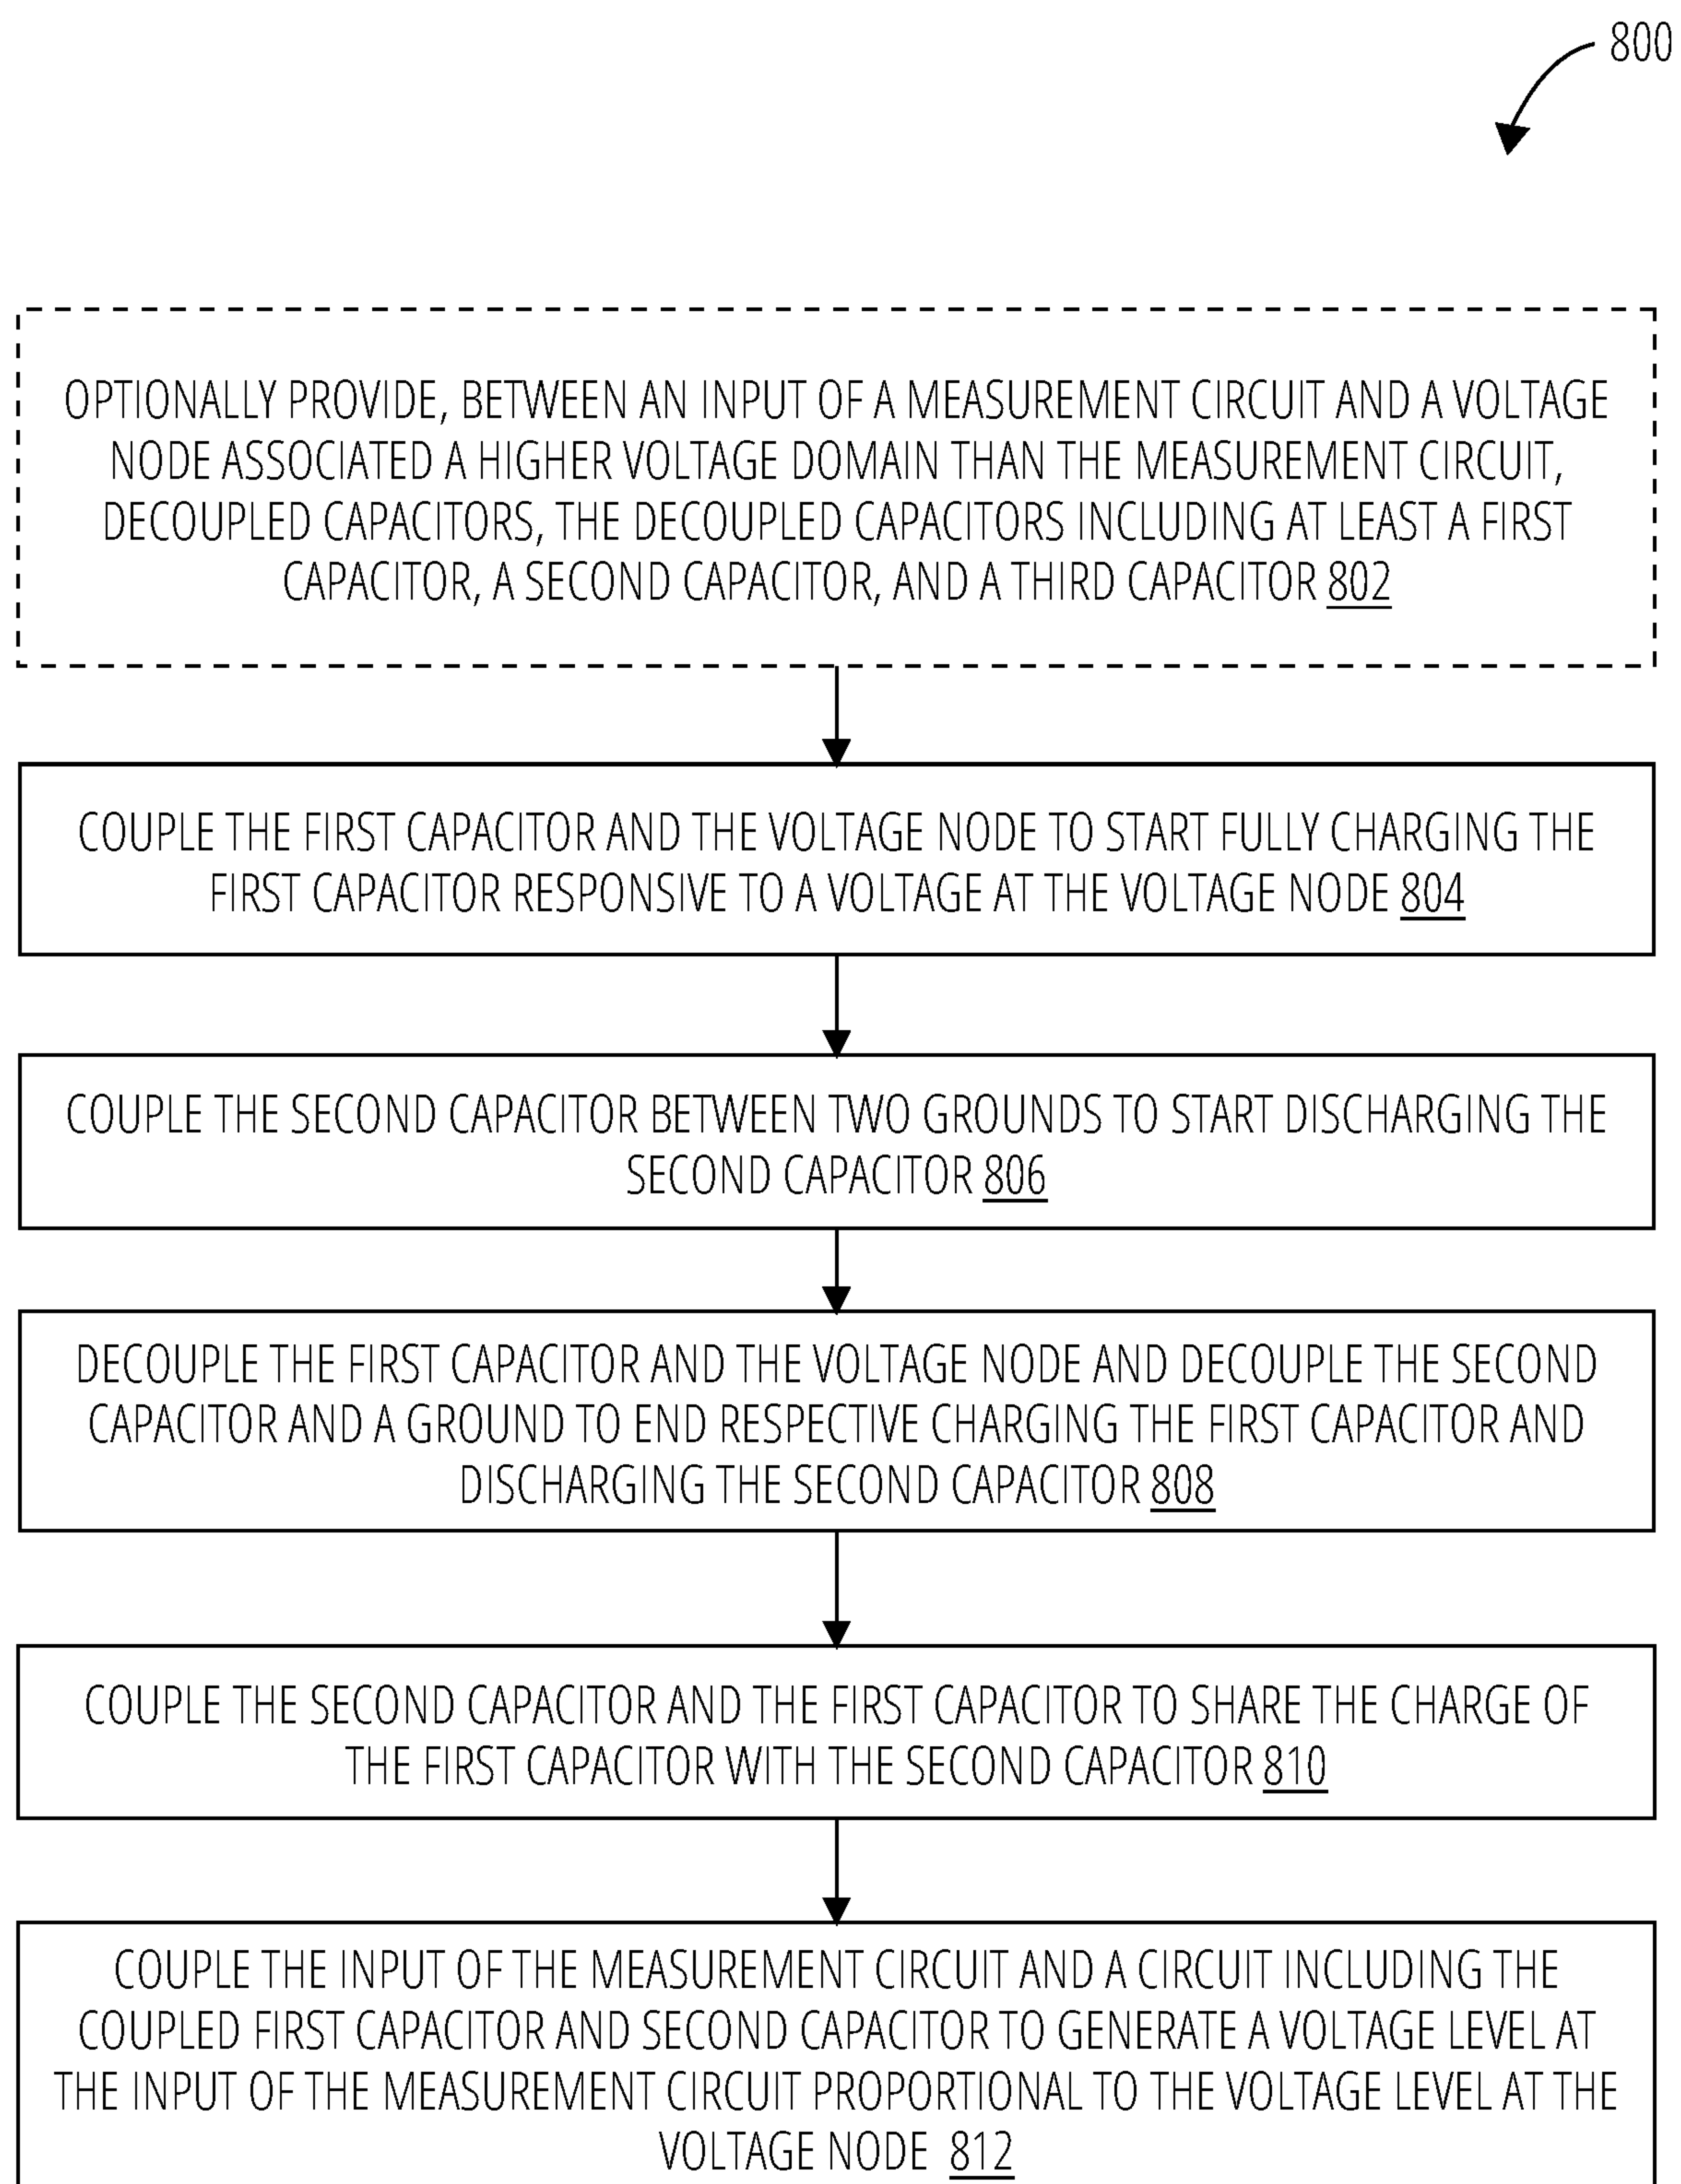 800
OPTIONALLY PROVIDE, BETWEEN AN INPUT OF A MEASUREMENT CIRCUIT AND A VOLTAGE
NODE ASSOCIATED A HIGHER VOLTAGE DOMAIN THAN THE MEASUREMENT CIRCUIT,
DECOUPLED CAPACITORS, THE DECOUPLED CAPACITORS INCLUDING AT LEAST A FIRST
CAPACITOR, A SECOND CAPACITOR, AND A THIRD CAPACITOR 802
COUPLE THE FIRST CAPACITOR AND THE VOLTAGE NODE TO START FULLY CHARGING THE
FIRST CAPACITOR RESPONSIVE TO A VOLTAGE AT THE VOLTAGE NODE 804
COUPLE THE SECOND CAPACITOR BETWEEN TWO GROUNDS TO START DISCHARGING THE
SECOND CAPACITOR 806
DECOUPLE THE FIRST CAPACITOR AND THE VOLTAGE NODE AND DECOUPLE THE SECOND
CAPACITOR AND A GROUND TO END RESPECTIVE CHARGING THE FIRST CAPACITOR AND
DISCHARGING THE SECOND CAPACITOR 808
COUPLE THE SECOND CAPACITOR AND THE FIRST CAPACITOR TO SHARE THE CHARGE OF
THE FIRST CAPACITOR WITH THE SECOND CAPACITOR 810
COUPLE THE INPUT OF THE MEASUREMENT CIRCUIT AND A CIRCUIT INCLUDING THE
COUPLED FIRST CAPACITOR AND SECOND CAPACITOR TO GENERATE A VOLTAGE LEVEL AT
THE INPUT OF THE MEASUREMENT CIRCUIT PROPORTIONAL TO THE VOLTAGE LEVEL AT THE
VOLTAGE NODE 812